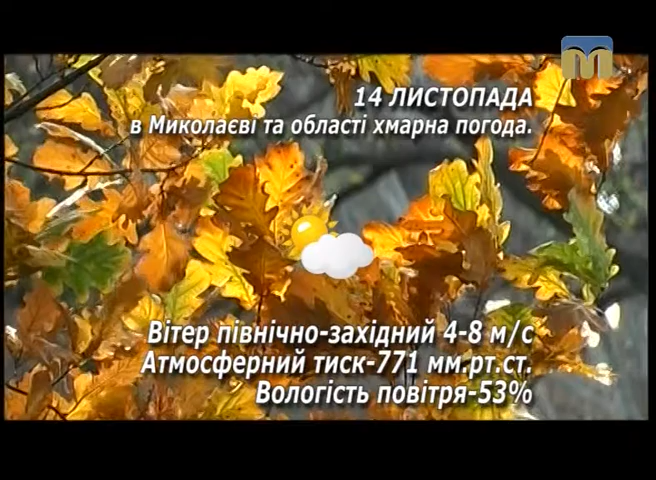 14 ЛИСТОПАДА
в Миколаєві та області хмарна погода.
Вітер північно-західний 4-8 м/с
Атмосферний тиск-771 мм.рт.ст.
Вологість повітря-53%